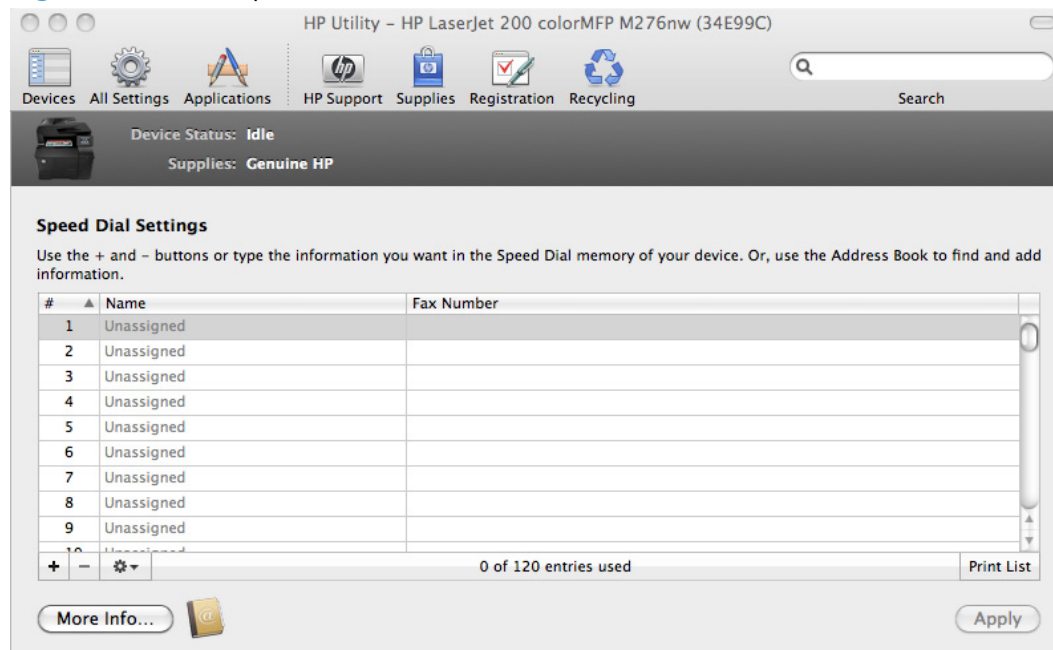 HP Utility – HP LaserJet 200 colorMFP M276nw (34E99C)
Devices All Settings Applications HP Support Supplies Registration Recycling Search
Device Status: Idle
Supplies: Genuine HP
Speed Dial Settings
Use the + and – buttons or type the information you want in the Speed Dial memory of your device. Or, use the Address Book to find and add
information.
# Name Fax Number
1 Unassigned
2 Unassigned
3 Unassigned
4 Unassigned
5 Unassigned
6 Unassigned
7 Unassigned
8 Unassigned
9 Unassigned
+ – 0 of 120 entries used Print List
More Info... @ Apply